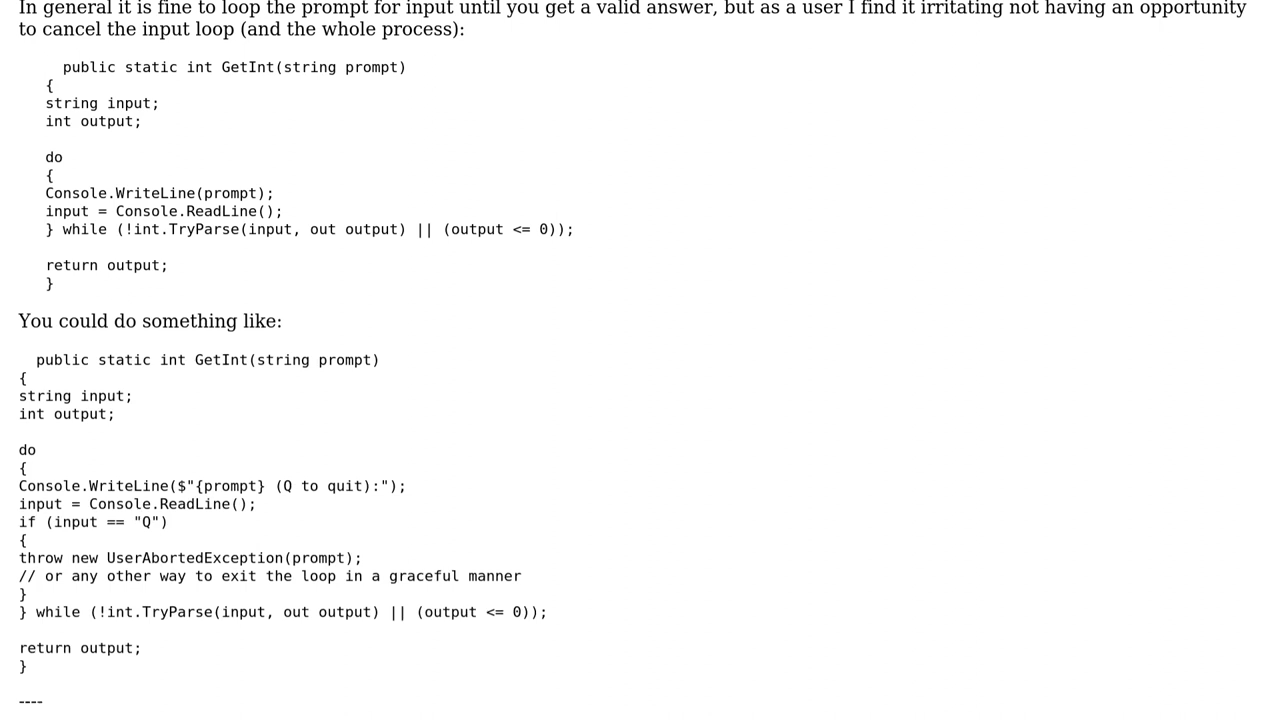 In general it is fine to loop the prompt for input until you get a valid answer, but as a user I find it irritating not having an opportunity
to cancel the input loop (and the whole process):
public static int GetInt(string prompt)
{
string input;
int output;
do
{
Console.WriteLine(prompt);
input = Console.ReadLine();
} while (!int.TryParse(input, out output) || (output <= 0));
return output;
}
You could do something like:
public static int GetInt(string prompt)
{
string input;
int output;
do
{
Console.WriteLine($"{prompt} (Q to quit):");
input = Console.ReadLine();
if (input == "Q")
{
throw new UserAbortedException(prompt);
// or any other way to exit the loop in a graceful manner
}
} while (!int.TryParse(input, out output) || (output <= 0));
return output;
}
----